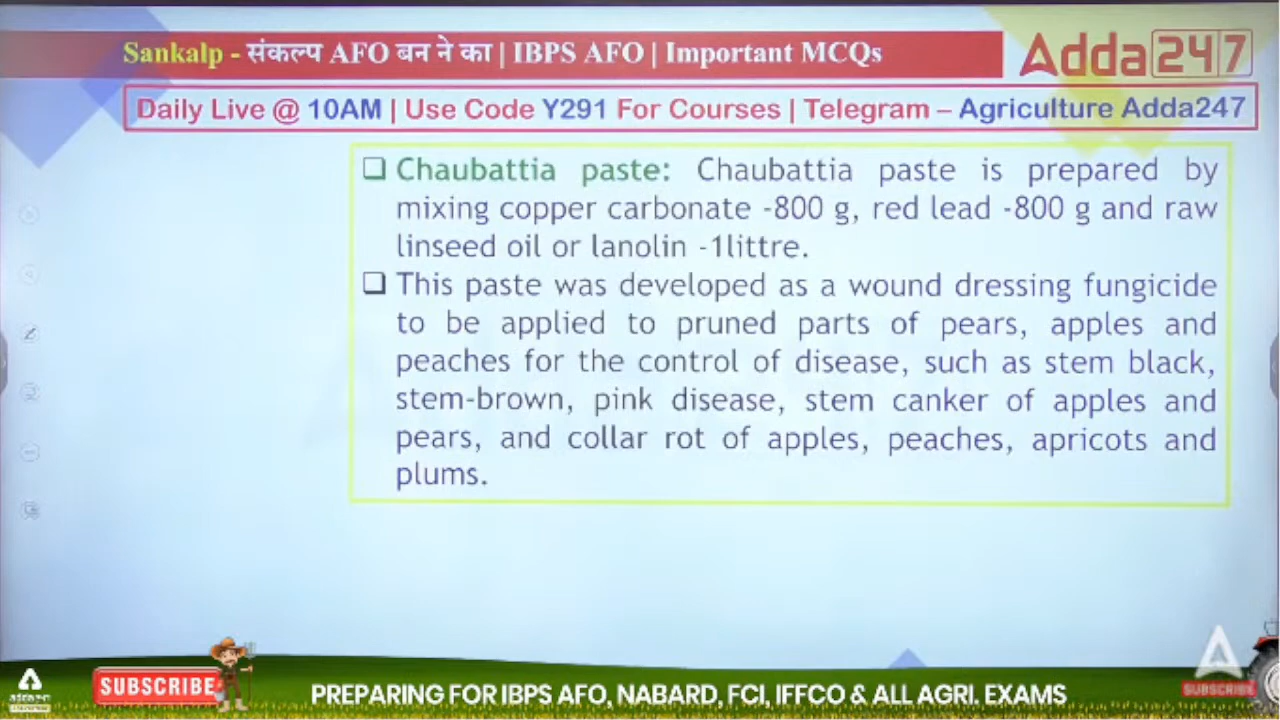 Sankalp - संकल्प AFO बन ने का | IBPS AFO | Important MCQs
Adda247
Daily Live @ 10AM | Use Code Y291 For Courses | Telegram – Agriculture Adda247
❑ Chaubattia paste: Chaubattia paste is prepared by
mixing copper carbonate -800 g, red lead -800 g and raw
linseed oil or lanolin -1littre.
❑ This paste was developed as a wound dressing fungicide
to be applied to pruned parts of pears, apples and
peaches for the control of disease, such as stem black,
stem-brown, pink disease, stem canker of apples and
pears, and collar rot of apples, peaches, apricots and
plums.
SUBSCRIBE
PREPARING FOR IBPS AFO, NABARD, FCI, IFFCO & ALL AGRI. EXAMS
SUBSCRIBE